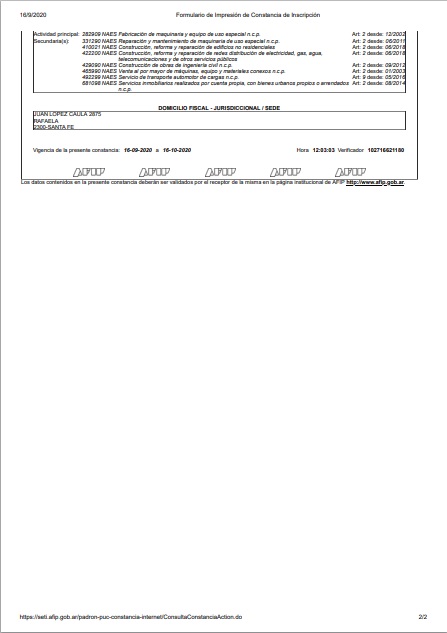 16/9/2020 Formulario de Impresión de Constancia de Inscripción
Actividad principal: 282909 NAES Fabricación de maquinaria y equipo de uso especial n.c.p. Art: 2 desde: 12/2002
Secundaria(s): 331290 NAES Reparación y mantenimiento de maquinaria de uso especial n.c.p. Art: 2 desde: 06/2011
410021 NAES Construcción, reforma y reparación de edificios no residenciales Art: 2 desde: 06/2018
422200 NAES Construcción, reforma y reparación de redes distribución de electricidad, gas, agua, Art: 2 desde: 06/2018
telecomunicaciones y de otros servicios públicos
429090 NAES Construcción de obras de ingeniería civil n.c.p. Art: 2 desde: 09/2012
465990 NAES Venta al por mayor de máquinas, equipo y materiales conexos n.c.p. Art: 2 desde: 01/2003
492299 NAES Servicio de transporte automotor de cargas n.c.p. Art: 9 desde: 05/2018
681098 NAES Servicios inmobiliarios realizados por cuenta propia, con bienes urbanos propios o arrendados Art: 2 desde: 08/2014
n.c.p.
DOMICILIO FISCAL - JURISDICCIONAL / SEDE
JUAN LOPEZ CAULA 2875
RAFAELA
2300-SANTA FE
Vigencia de la presente constancia: 16-09-2020 a 16-10-2020 Hora 12:03:03 Verificador 102716621180
AFIP AFIP AFIP AFIP AFIP
Los datos contenidos en la presente constancia deberán ser validados por el receptor de la misma en la página institucional de AFIP http://www.afip.gob.ar.
https://seti.afip.gob.ar/padron-puc-constancia-internet/ConsultaConstanciaAction.do 2/2